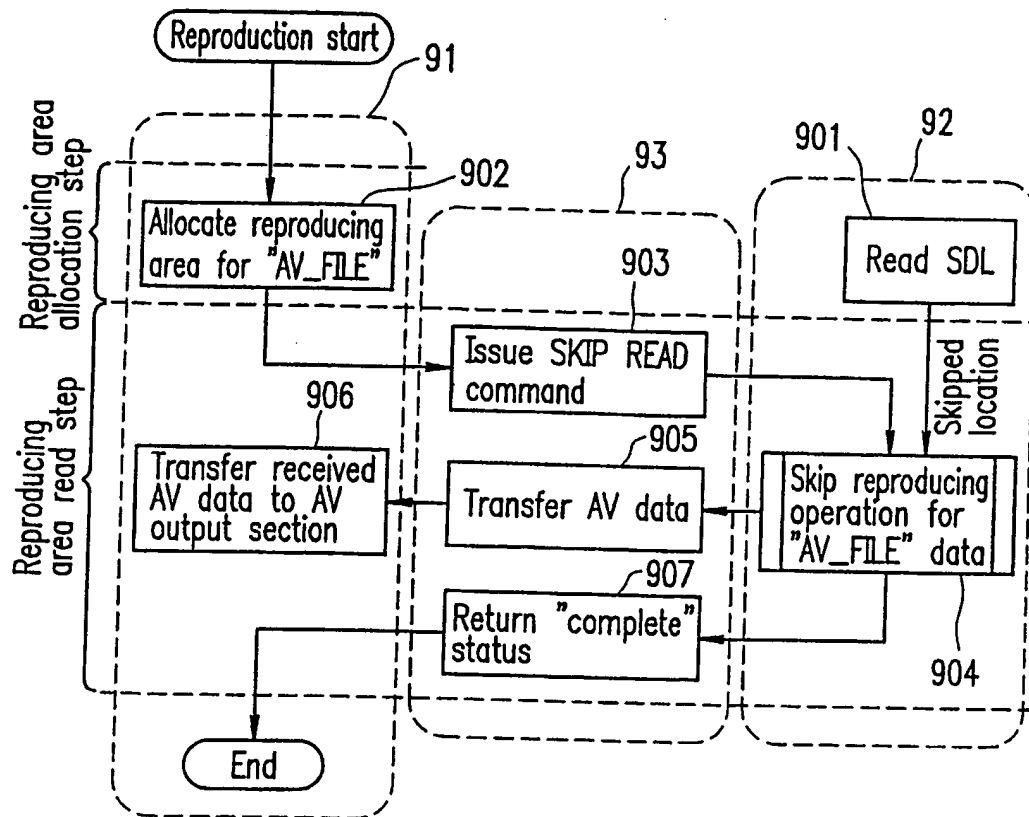 Reproduction start
91
92
93
901
902
903
Reproducing area
allocation step
Allocate reproducing
area for "AV_FILE"
Read SDL
Issue SKIP READ
command
Skipped
location
Reproducing
area read step
906
905
Transfer received
AV data to AV
output section
Transfer AV data
Skip reproducing
operation for
"AV_FILE" data
907
904
Return "complete"
status
End